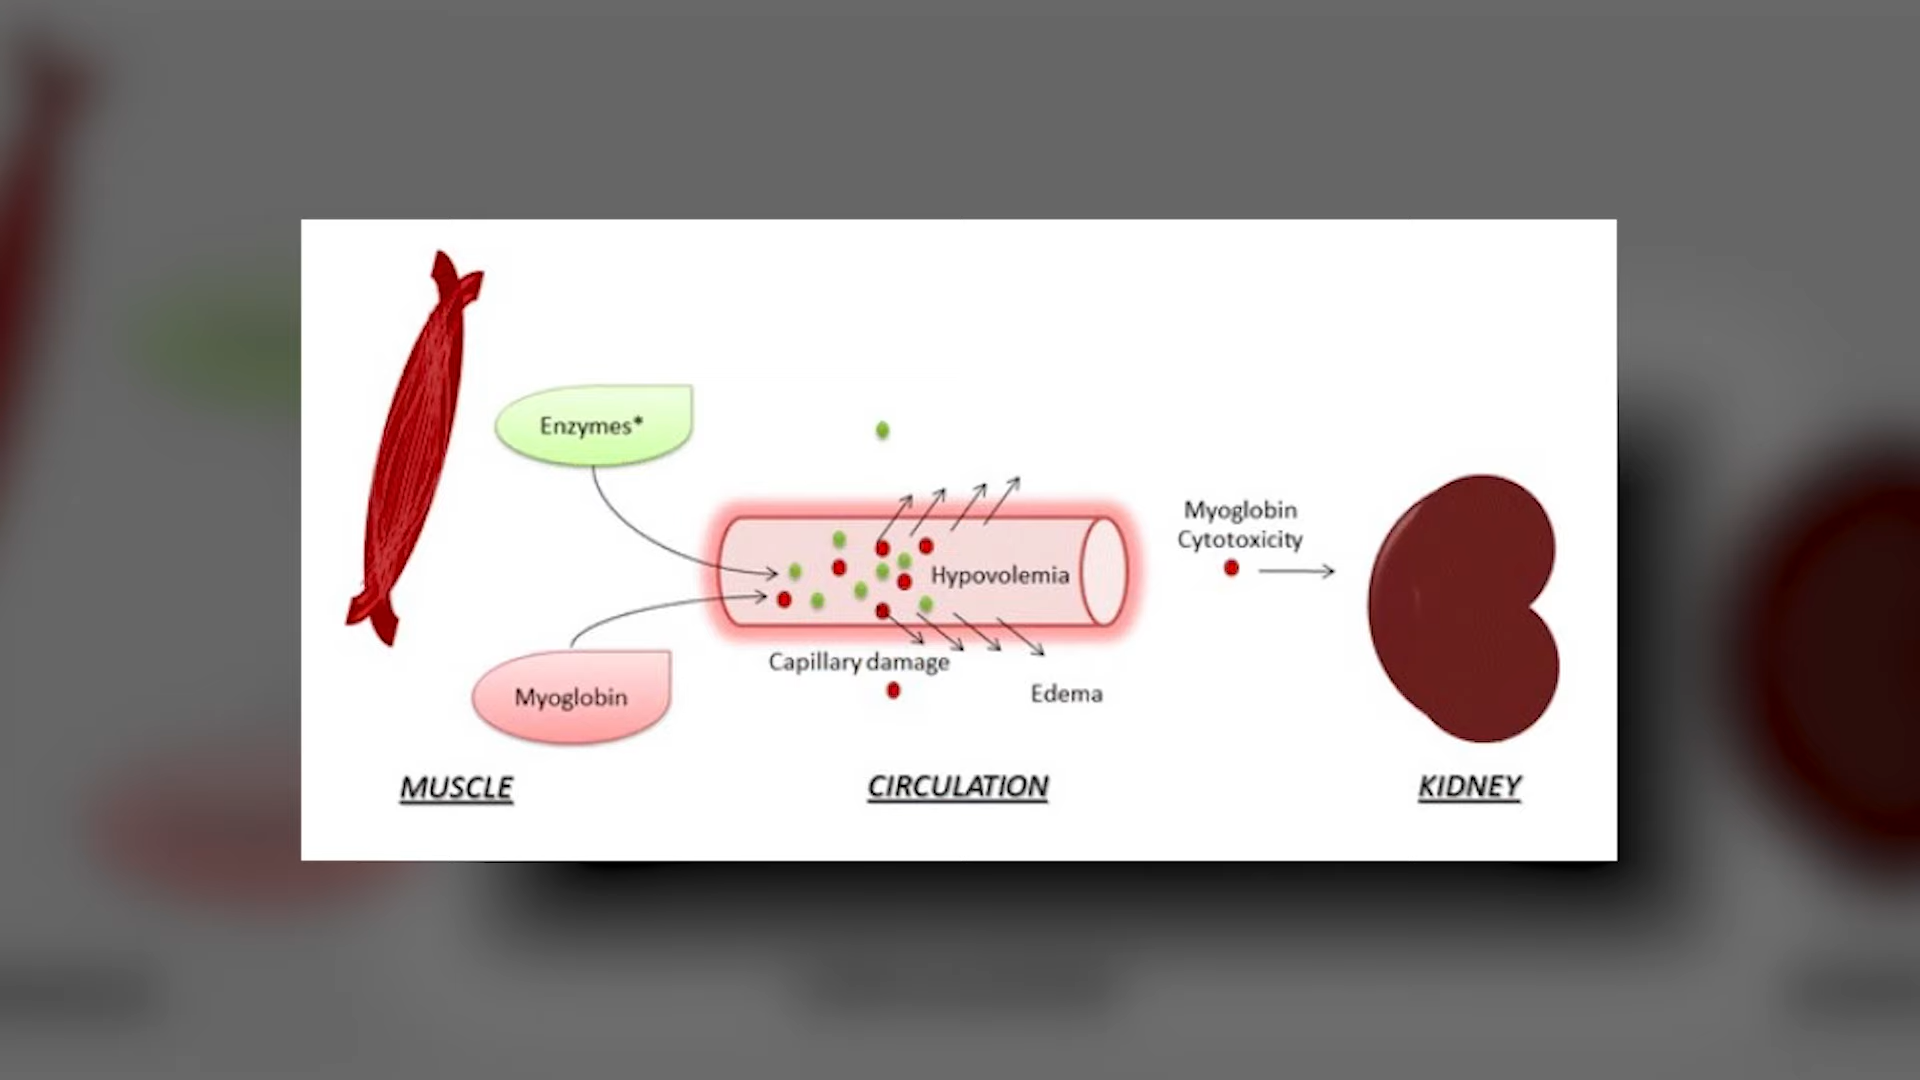 Enzymes*
Myoglobin
Cytotoxicity
Hypovolemia
Capillary damage
Edema
Myoglobin
MUSCLE
CIRCULATION
KIDNEY